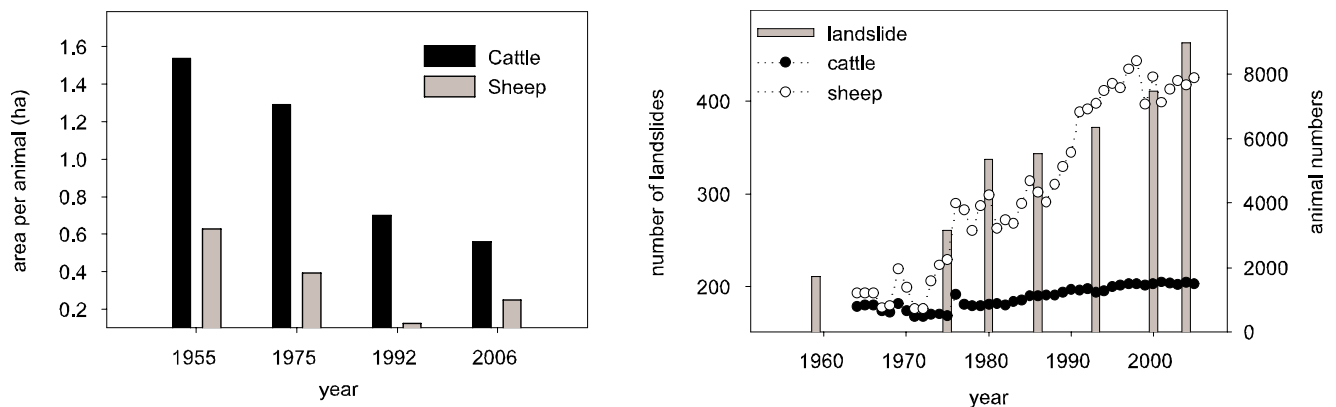 1.6
1.4
1.2
1.0
0.8
0.6
0.4
0.2
area per animal (ha)
Cattle
Sheep
1955 1975 1992 2006
year
landslide
cattle
sheep
400
300
200
number of landslides
8000
6000
4000
2000
0
animal numbers
1960 1970 1980 1990 2000
year